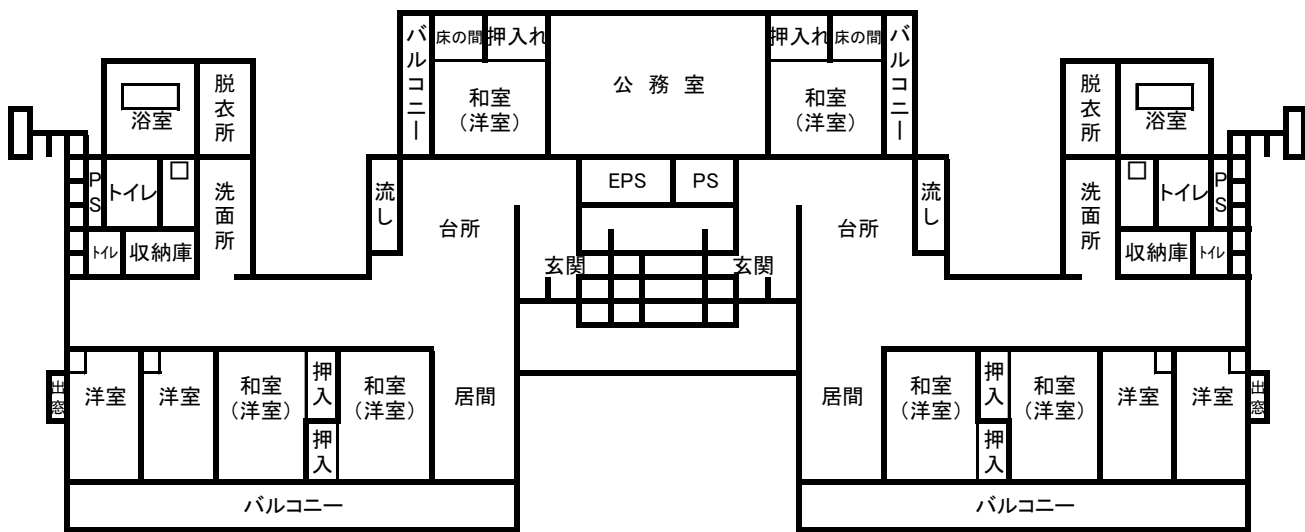 バルコニー
床の間
押入れ
公務室
押入れ
床の間
バルコニー
脱衣所
浴室
和室
(洋室)
和室
(洋室)
脱衣所
浴室
PS
トイレ
洗面所
流し
EPS
PS
流し
洗面所
トイレ
PS
台所
台所
トイレ
収納庫
玄関
玄関
収納庫
トイレ
出窓
洋室
洋室
和室
(洋室)
押入
和室
(洋室)
居間
居間
和室
(洋室)
押入
和室
(洋室)
洋室
洋室
出窓
押入
押入
バルコニー
バルコニー